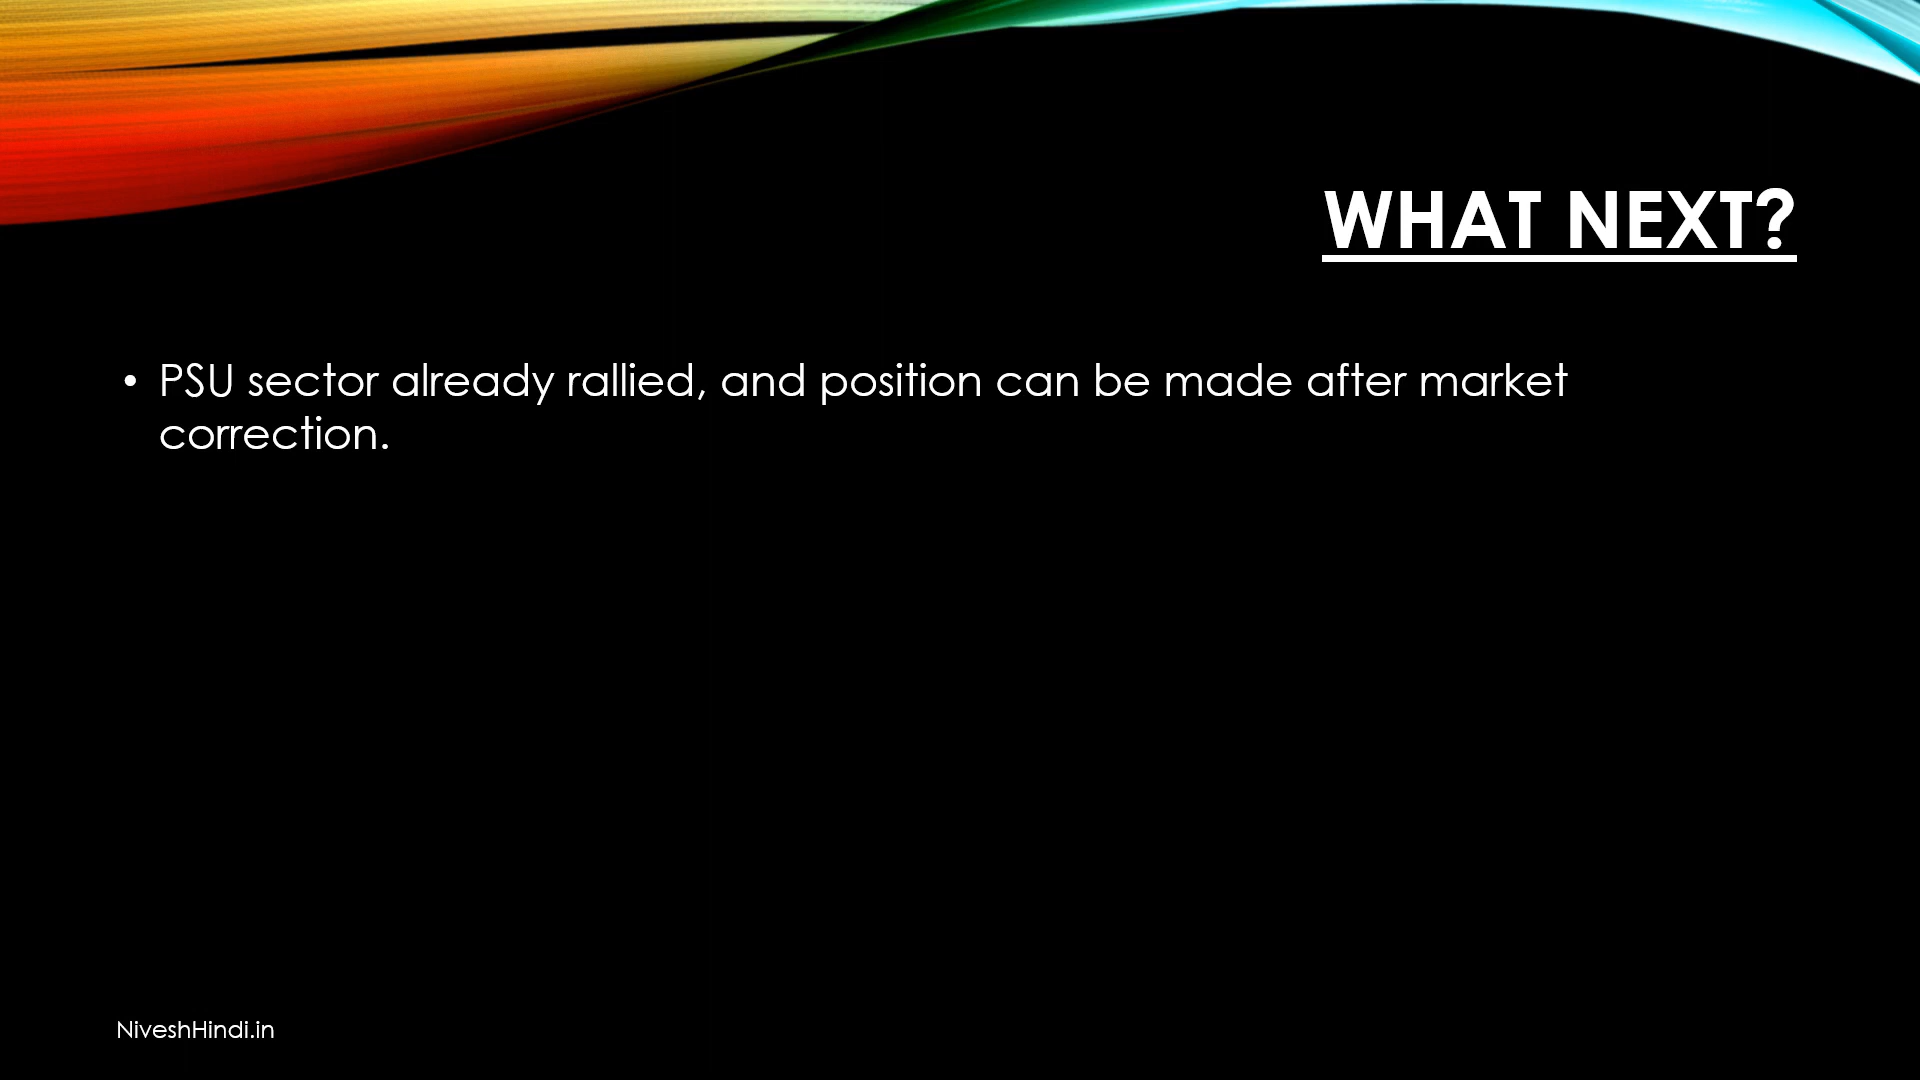 WHAT NEXT?
• PSU sector already rallied, and position can be made after market
correction.
NiveshHindi.in